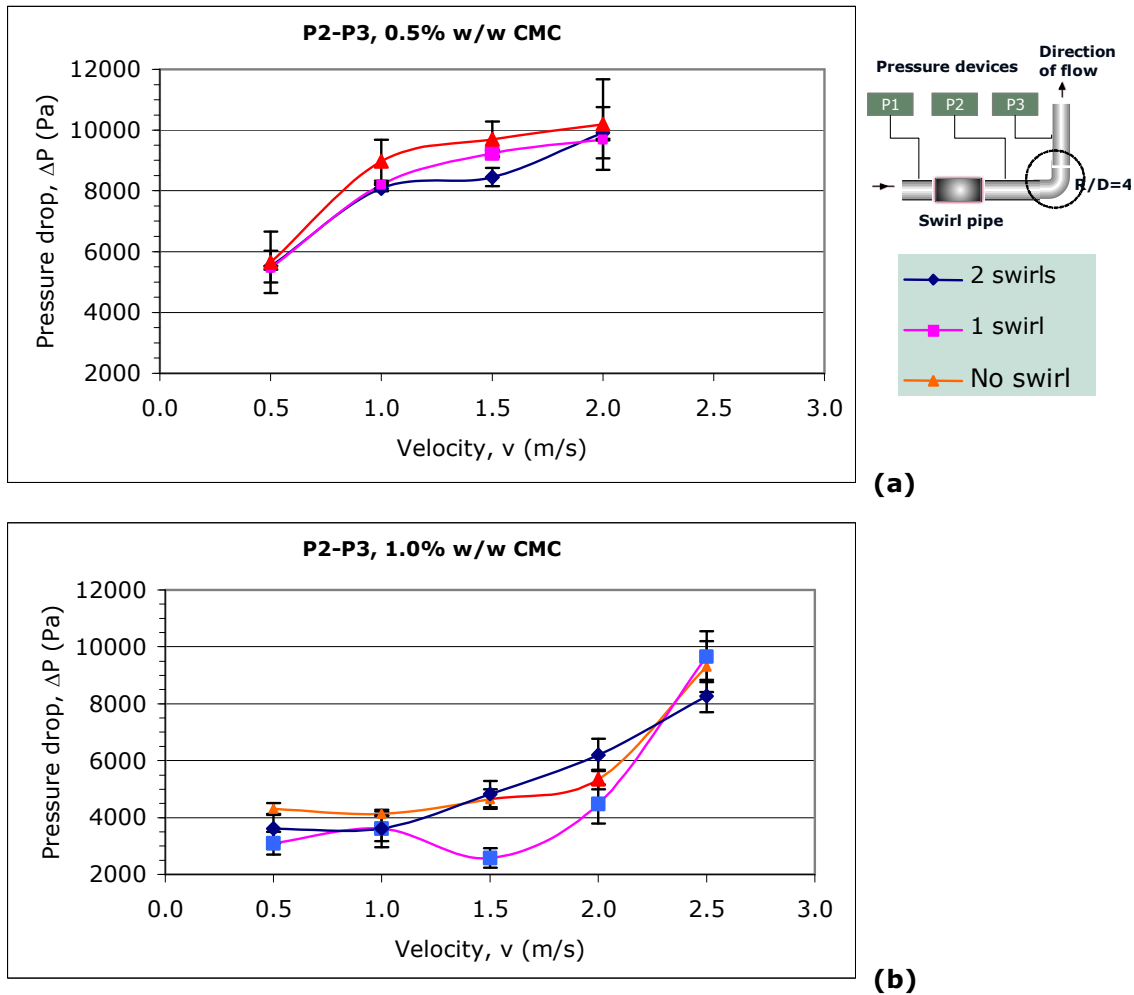 P2-P3, 0.5% w/w CMC
12000
10000
8000
6000
4000
2000
Pressure drop, ΔP (Pa)
0.0 0.5 1.0 1.5 2.0 2.5 3.0
Velocity, v (m/s)
Direction
of flow
Pressure devices
P1 P2 P3
R/D=4
Swirl pipe
2 swirls
1 swirl
No swirl
(a)
P2-P3, 1.0% w/w CMC
12000
10000
8000
6000
4000
2000
Pressure drop, ΔP (Pa)
0.0 0.5 1.0 1.5 2.0 2.5 3.0
Velocity, v (m/s)
(b)